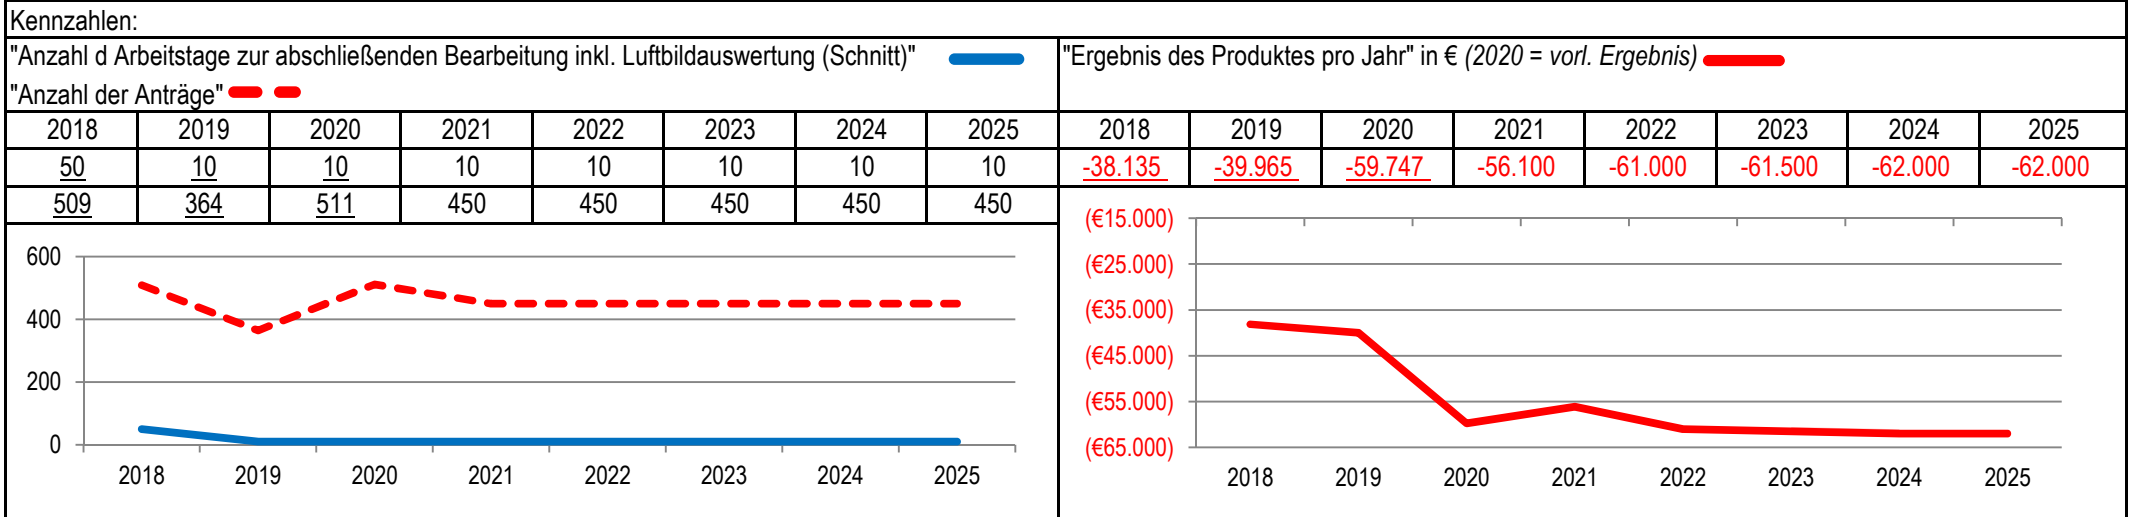 Kennzahlen:
"Anzahl d Arbeitstage zur abschließenden Bearbeitung inkl. Luftbildauswertung (Schnitt)"
"Anzahl der Anträge"
2018 2019 2020 2021 2022 2023 2024 2025
50 10 10 10 10 10 10 10
509 364 511 450 450 450 450 450
600
400
200
0
2018 2019 2020 2021 2022 2023 2024 2025
"Ergebnis des Produktes pro Jahr" in € (2020 = vorl. Ergebnis)
2018 2019 2020 2021 2022 2023 2024 2025
-38.135 -39.965 -59.747 -56.100 -61.000 -61.500 -62.000 -62.000
(€15.000)
(€25.000)
(€35.000)
(€45.000)
(€55.000)
(€65.000)
2018 2019 2020 2021 2022 2023 2024 2025